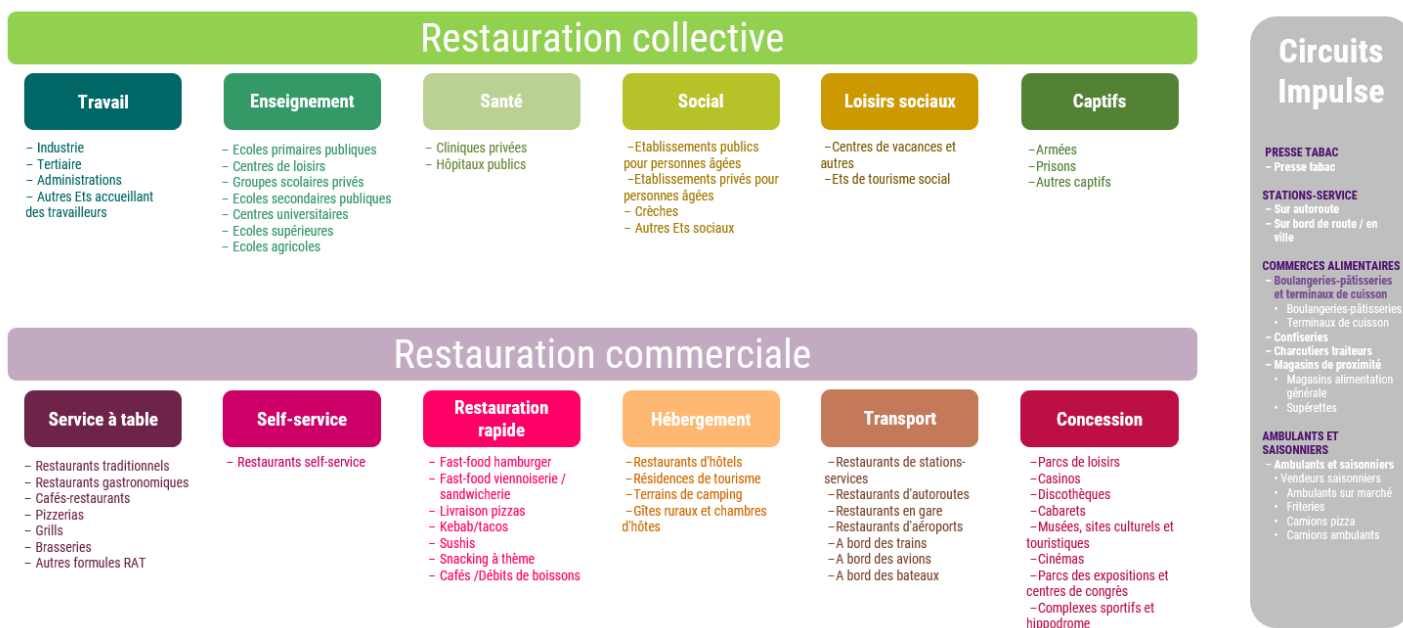 Restauration collective
Travail
– Industrie
– Tertiaire
– Administrations
– Autres Ets accueillant
des travailleurs
Enseignement
– Ecoles primaires publiques
– Centres de loisirs
– Groupes scolaires privés
– Ecoles secondaires publiques
– Centres universitaires
– Ecoles supérieures
– Ecoles agricoles
Santé
– Cliniques privées
– Hôpitaux publics
Social
–Etablissements publics
pour personnes âgées
–Etablissements privés pour
personnes âgées
– Crèches
– Autres Ets sociaux
Loisirs sociaux
–Centres de vacances et
autres
–Ets de tourisme social
Captifs
–Armées
–Prisons
–Autres captifs
Restauration commerciale
Service à table
– Restaurants traditionnels
– Restaurants gastronomiques
– Cafés-restaurants
– Pizzerias
– Grills
– Brasseries
– Autres formules RAT
Self-service
– Restaurants self-service
Restauration
rapide
– Fast-food hamburger
– Fast-food viennoiserie /
sandwicherie
– Livraison pizzas
– Kebab/tacos
– Sushis
– Snacking à thème
– Cafés /Débits de boissons
Hébergement
–Restaurants d'hôtels
–Résidences de tourisme
–Terrains de camping
–Gîtes ruraux et chambres
d'hôtes
Transport
–Restaurants de stations-
services
–Restaurants d'autoroutes
–Restaurants en gare
–Restaurants d'aéroports
–A bord des trains
–A bord des avions
–A bord des bateaux
Concession
–Parcs de loisirs
–Casinos
–Discothèques
–Cabarets
–Musées, sites culturels et
touristiques
–Cinémas
–Parcs des expositions et
centres de congrès
–Complexes sportifs et
hippodrome
Circuits
Impulse
PRESSE TABAC
– Presse tabac
STATIONS-SERVICE
– Sur autoroute
– Sur bord de route / en
ville
COMMERCES ALIMENTAIRES
– Boulangeries-pâtisseries
et terminaux de cuisson
• Boulangeries-pâtisseries
• Terminaux de cuisson
– Confiseries
– Charcutiers traiteurs
– Magasins de proximité
• Magasins alimentation
générale
• Supérettes
AMBULANTS ET
SAISONNIERS
– Ambulants et saisonniers
• Vendeurs saisonniers
• Ambulants sur marché
• Friteries
• Camions pizza
• Camions ambulants